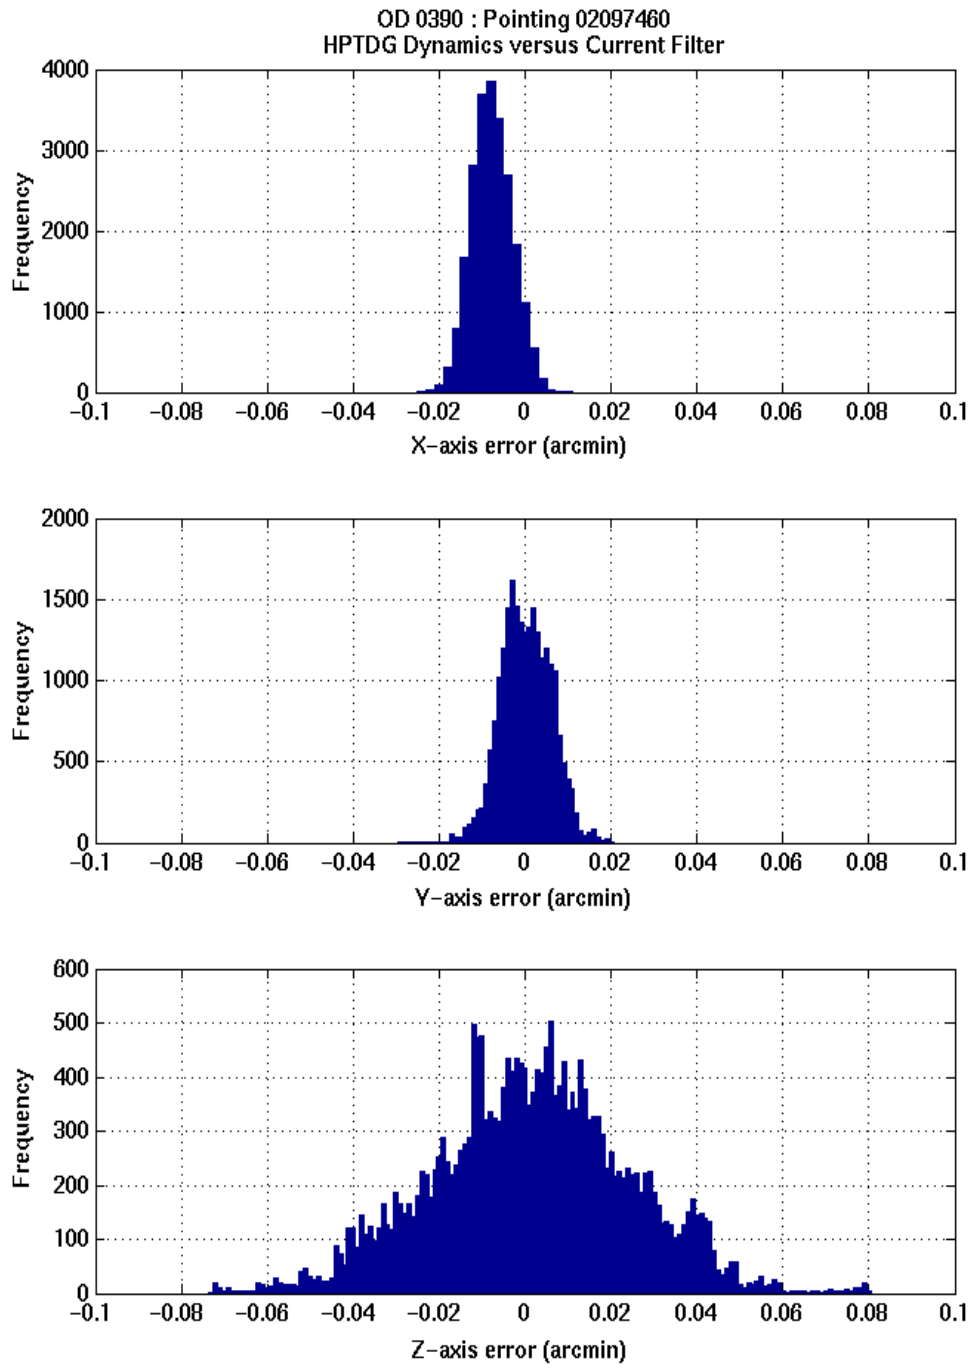 OD 0390 : Pointing 02097460
HPTDG Dynamics versus Current Filter
4000
3000
2000
1000
0
Frequency
−0.1 −0.08 −0.06 −0.04 −0.02 0 0.02 0.04 0.06 0.08 0.1
X−axis error (arcmin)
2000
1500
1000
500
0
Frequency
−0.1 −0.08 −0.06 −0.04 −0.02 0 0.02 0.04 0.06 0.08 0.1
Y−axis error (arcmin)
600
500
400
300
200
100
0
Frequency
−0.1 −0.08 −0.06 −0.04 −0.02 0 0.02 0.04 0.06 0.08 0.1
Z−axis error (arcmin)